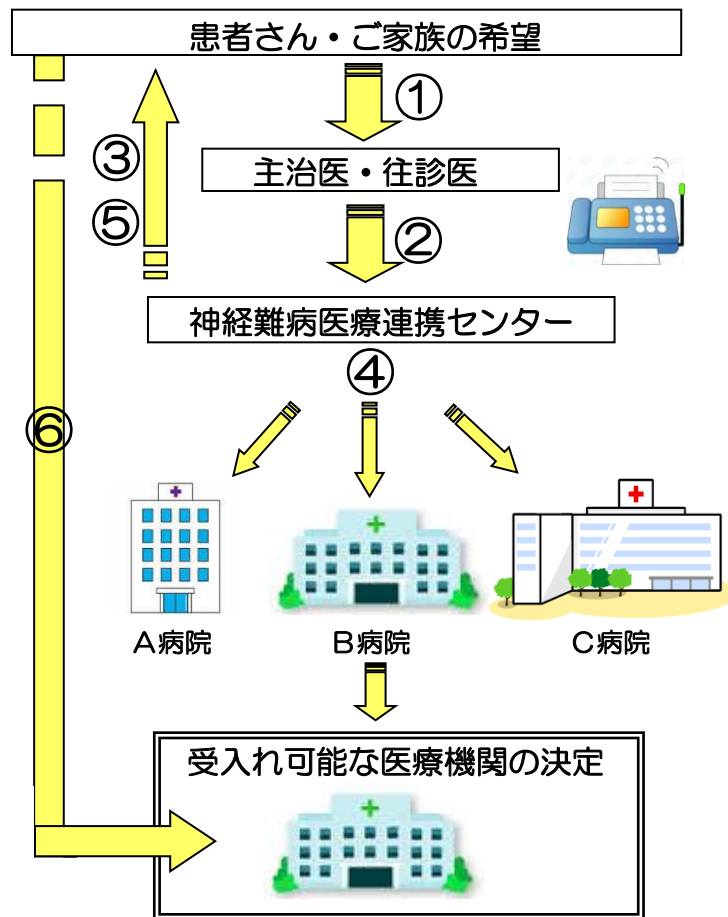 患者さん・ご家族の希望
①
③
主治医・往診医
⑤
②
神経難病医療連携センター
④
⑥
A病院
B病院
C病院
受入れ可能な医療機関の決定